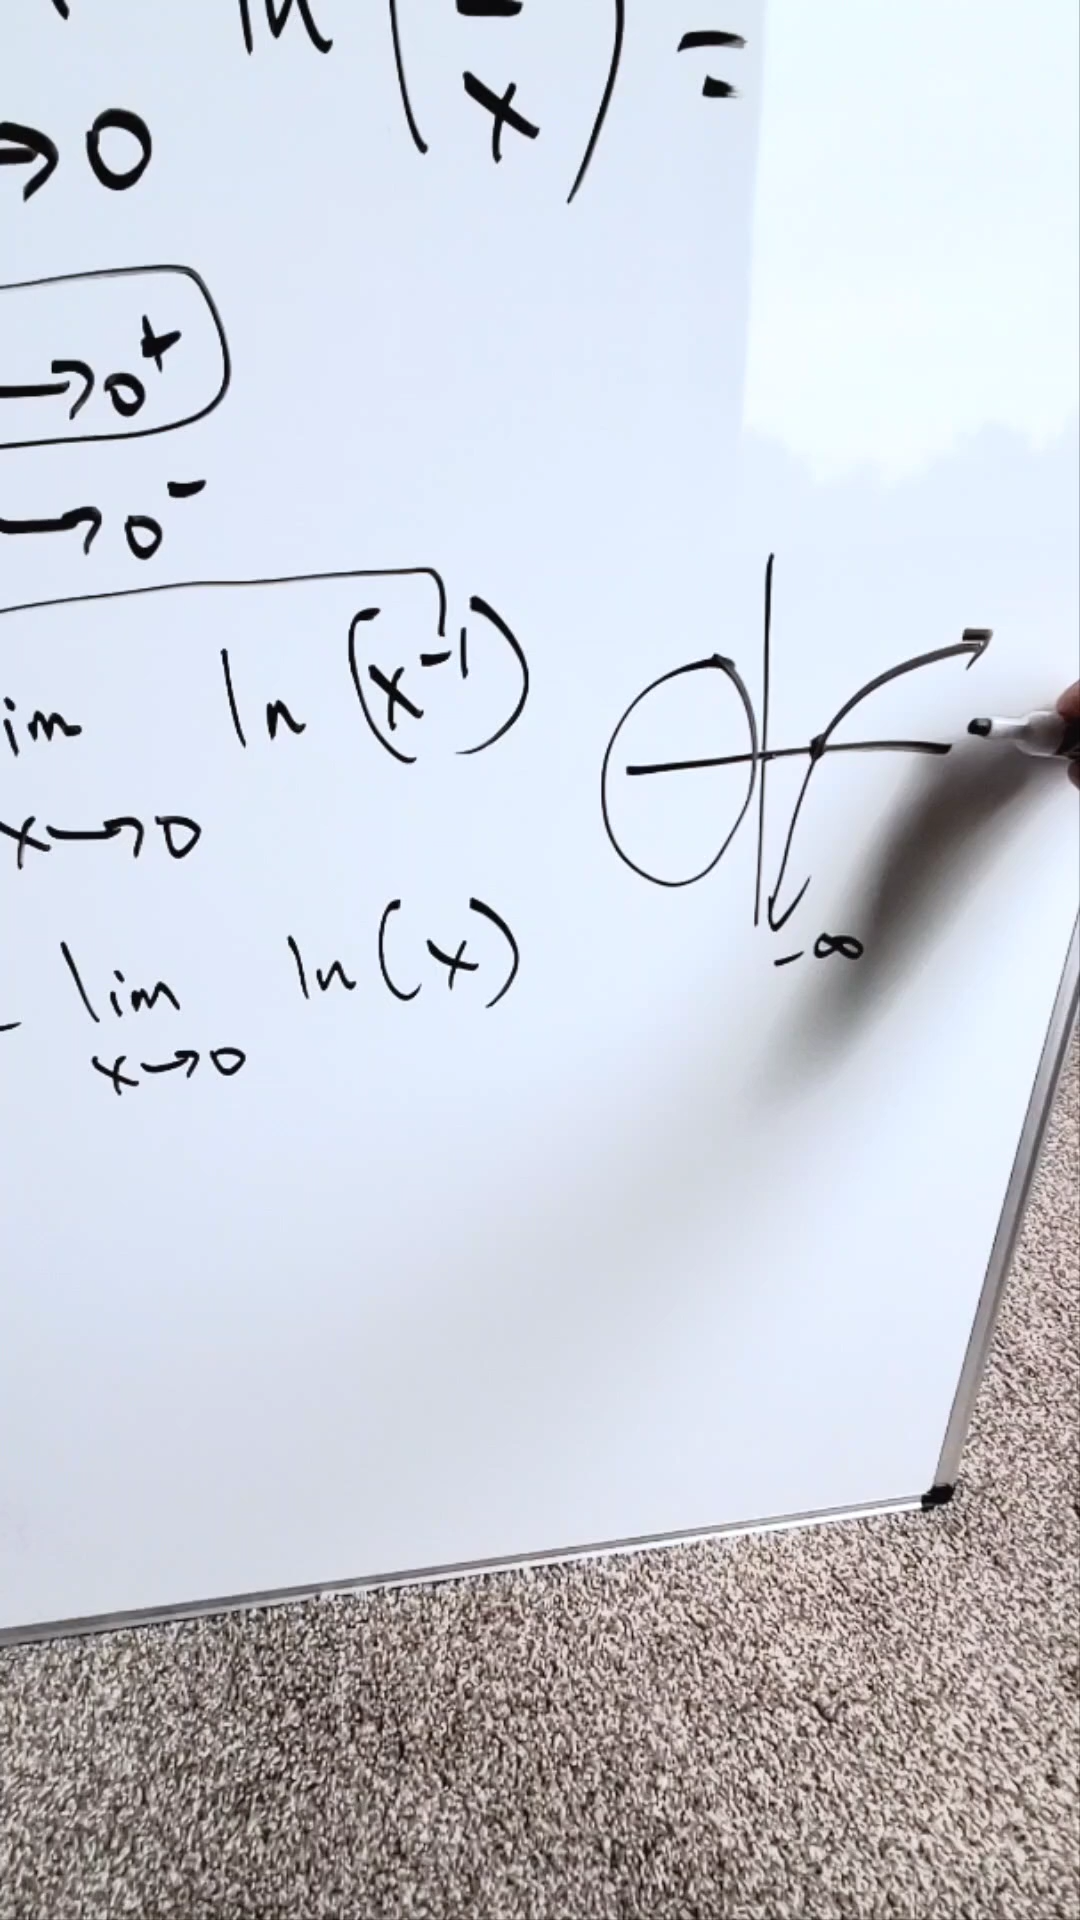 ln (  / x) =
→ 0
→ 0⁺
→ 0⁻
im ln (x⁻¹)
x → 0
- lim ln (x)
x → 0
-∞